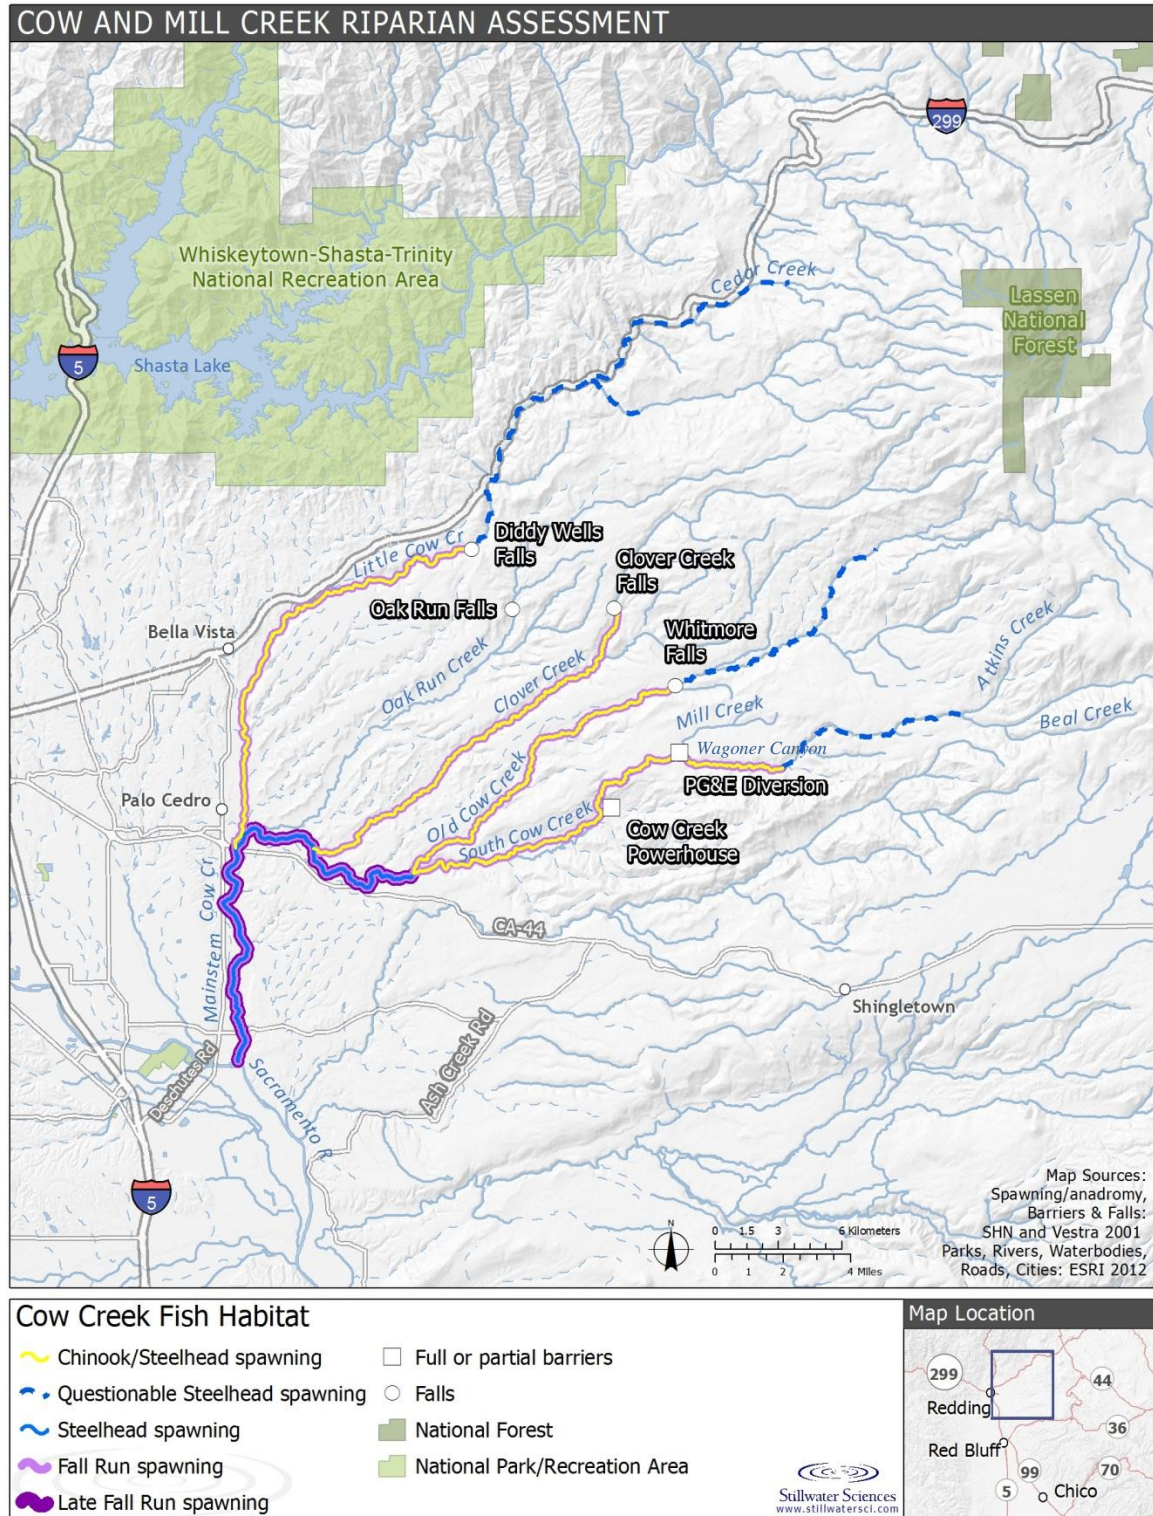 COW AND MILL CREEK RIPARIAN ASSESSMENT
299
Whiskeytown-Shasta-Trinity
National Recreation Area
Cedar Creek
Lassen
National
Forest
5
Shasta Lake
Little Cow Cr
Diddy Wells
Falls
Clover Creek
Falls
Oak Run Falls
Bella Vista
Whitmore
Falls
Atkins Creek
Oak Run Creek
Clover Creek
Mill Creek
Beal Creek
Wagoner Canyon
PG&E Diversion
Palo Cedro
Old Cow Creek
South Cow Creek
Cow Creek
Powerhouse
Mainstem Cow Cr
CA-44
Shingletown
Ash Creek Rd
Deschutes Rd
Sacramento R
5
N
0 1.5 3 6 Kilometers
0 1 2 4 Miles
Map Sources:
Spawning/anadromy,
Barriers & Falls:
SHN and Vestra 2001
Parks, Rivers, Waterbodies,
Roads, Cities: ESRI 2012
Cow Creek Fish Habitat
Chinook/Steelhead spawning
Questionable Steelhead spawning
Steelhead spawning
Fall Run spawning
Late Fall Run spawning
Full or partial barriers
Falls
National Forest
National Park/Recreation Area
Stillwater Sciences
www.stillwatersci.com
Map Location
299
44
Redding
36
Red Bluff
99
70
5
Chico